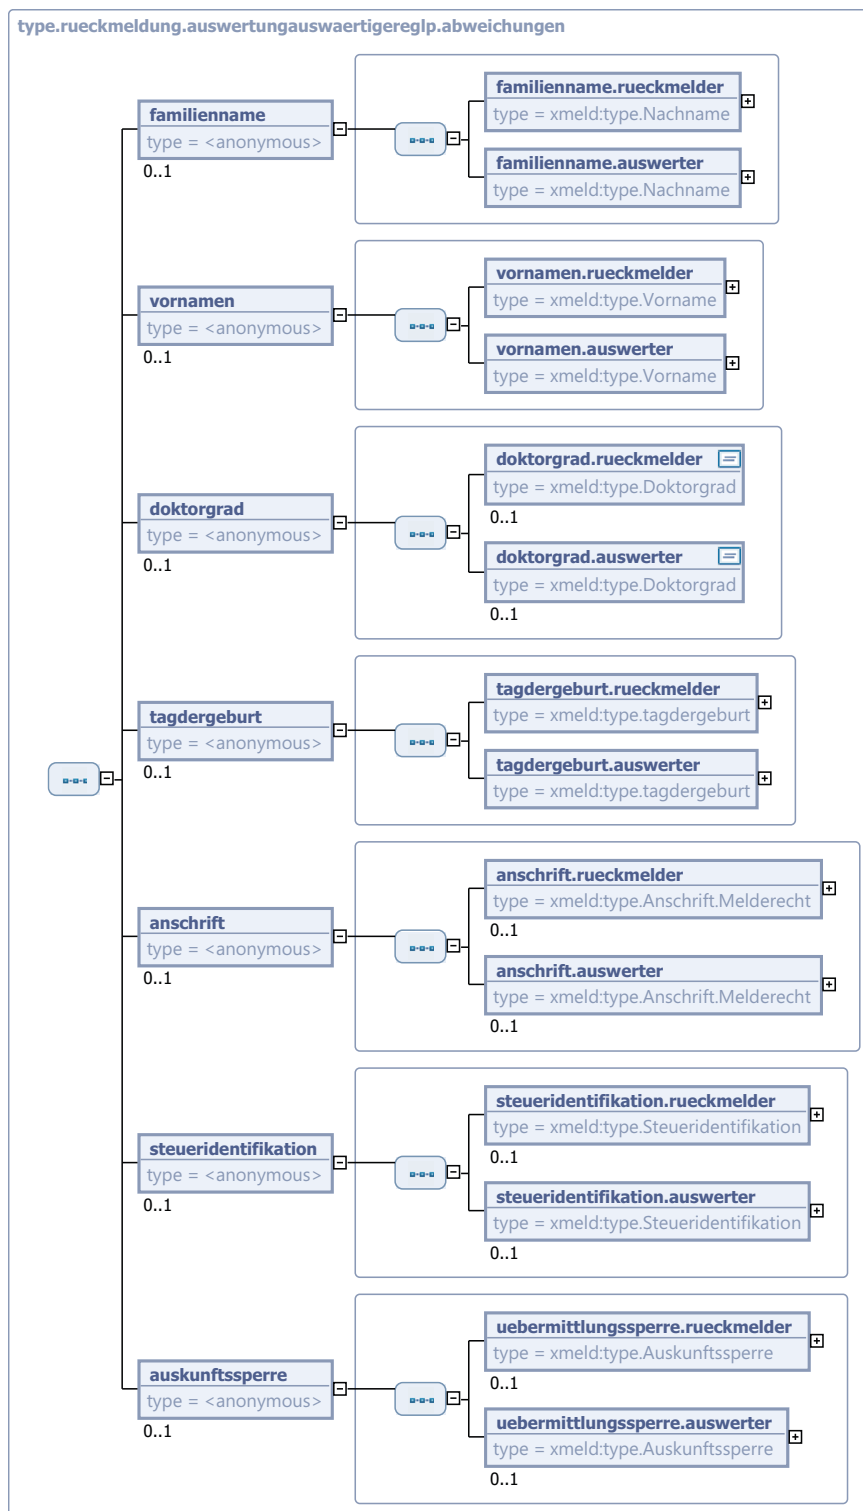 type.rueckmeldung.auswertungauswaertigereglp.abweichungen
familienname
type = <anonymous>
0..1
familienname.rueckmelder
type = xmeld:type.Nachname
familienname.auswerter
type = xmeld:type.Nachname
vornamen
type = <anonymous>
0..1
vornamen.rueckmelder
type = xmeld:type.Vorname
vornamen.auswerter
type = xmeld:type.Vorname
doktorgrad
type = <anonymous>
0..1
doktorgrad.rueckmelder
type = xmeld:type.Doktorgrad
0..1
doktorgrad.auswerter
type = xmeld:type.Doktorgrad
0..1
tagdergeburt
type = <anonymous>
0..1
tagdergeburt.rueckmelder
type = xmeld:type.tagdergeburt
tagdergeburt.auswerter
type = xmeld:type.tagdergeburt
anschrift
type = <anonymous>
0..1
anschrift.rueckmelder
type = xmeld:type.Anschrift.Melderecht
0..1
anschrift.auswerter
type = xmeld:type.Anschrift.Melderecht
0..1
steueridentifikation
type = <anonymous>
0..1
steueridentifikation.rueckmelder
type = xmeld:type.Steueridentifikation
0..1
steueridentifikation.auswerter
type = xmeld:type.Steueridentifikation
0..1
auskunftssperre
type = <anonymous>
0..1
uebermittlungssperre.rueckmelder
type = xmeld:type.Auskunftssperre
0..1
uebermittlungssperre.auswerter
type = xmeld:type.Auskunftssperre
0..1